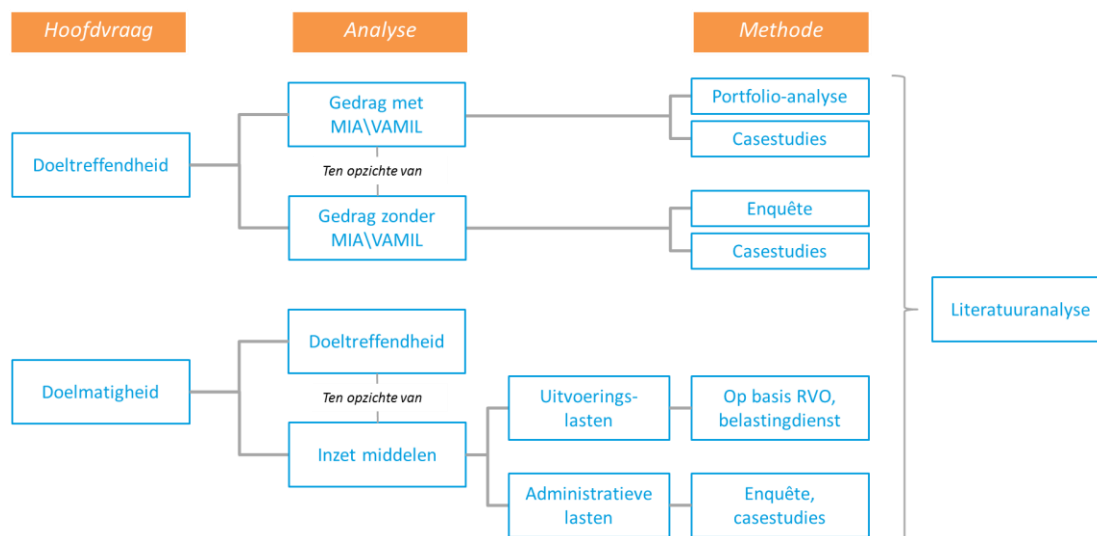 Hoofdvraag
Analyse
Methode
Doeltreffendheid
Gedrag met
MIA\VAMIL
Ten opzichte van
Gedrag zonder
MIA\VAMIL
Portfolio-analyse
Casestudies
Enquête
Casestudies
Doelmatigheid
Doeltreffendheid
Ten opzichte van
Inzet middelen
Uitvoerings-
lasten
Op basis RVO,
belastingdienst
Administratieve
lasten
Enquête,
casestudies
Literatuuranalyse